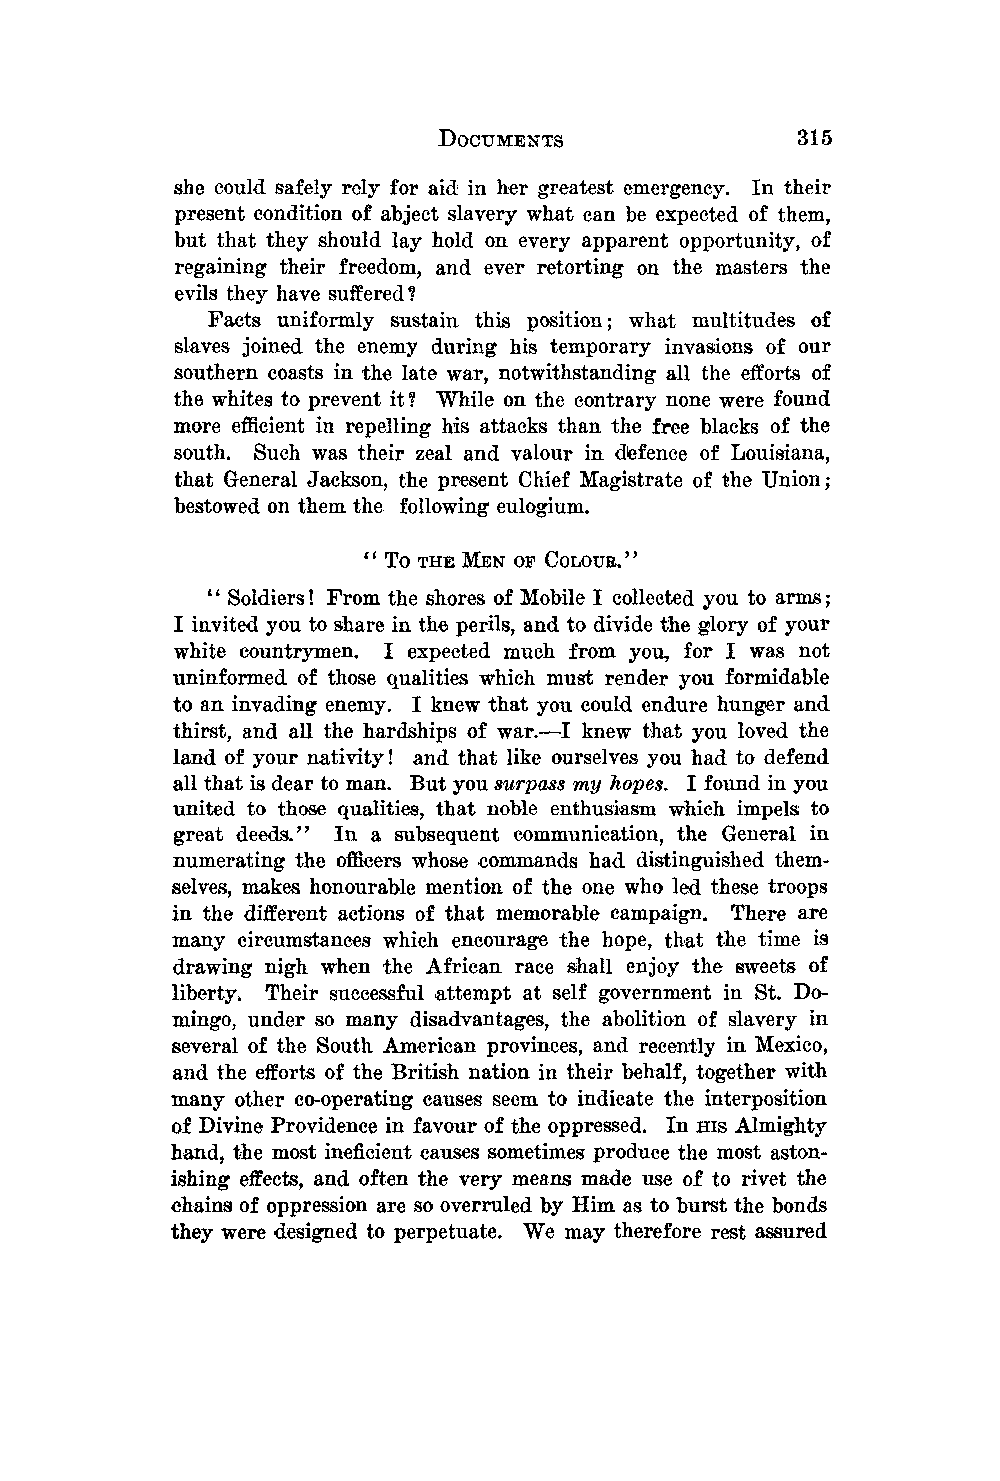 DOCUMENTS 315
she could safely rely for aid in her greatest emergency. In their
present condition of abject slavery what can be expected of them,
but that they should lay hold on every apparent opportunity, of
regaining their freedom, and ever retorting on the masters the
evils they have suffered?
Facts uniformly sustain this position; what multitudes of
slaves joined the enemy during his temporary invasions of our
southern coasts in the late war, notwithstanding all the efforts of
the whites to prevent it? While on the contrary none were found
more efficient in repelling his attacks than the free blacks of the
south. Such was their zeal and valour in defence of Louisiana,
that General Jackson, the present Chief Magistrate of the Union;
bestowed on them the following eulogium.
“ TO THE MEN OF COLOUR.”
“ Soldiers! From the shores of Mobile I collected you to arms;
I invited you to share in the perils, and to divide the glory of your
white countrymen. I expected much from you, for I was not
uninformed of those qualities which must render you formidable
to an invading enemy. I knew that you could endure hunger and
thirst, and all the hardships of war.—I knew that you loved the
land of your nativity! and that like ourselves you had to defend
all that is dear to man. But you surpass my hopes. I found in you
united to those qualities, that noble enthusiasm which impels to
great deeds.” In a subsequent communication, the General in
numerating the officers whose commands had distinguished them-
selves, makes honourable mention of the one who led these troops
in the different actions of that memorable campaign. There are
many circumstances which encourage the hope, that the time is
drawing nigh when the African race shall enjoy the sweets of
liberty. Their successful attempt at self government in St. Do-
mingo, under so many disadvantages, the abolition of slavery in
several of the South American provinces, and recently in Mexico,
and the efforts of the British nation in their behalf, together with
many other co-operating causes seem to indicate the interposition
of Divine Providence in favour of the oppressed. In HIS Almighty
hand, the most ineficient causes sometimes produce the most aston-
ishing effects, and often the very means made use of to rivet the
chains of oppression are so overruled by Him as to burst the bonds
they were designed to perpetuate. We may therefore rest assured